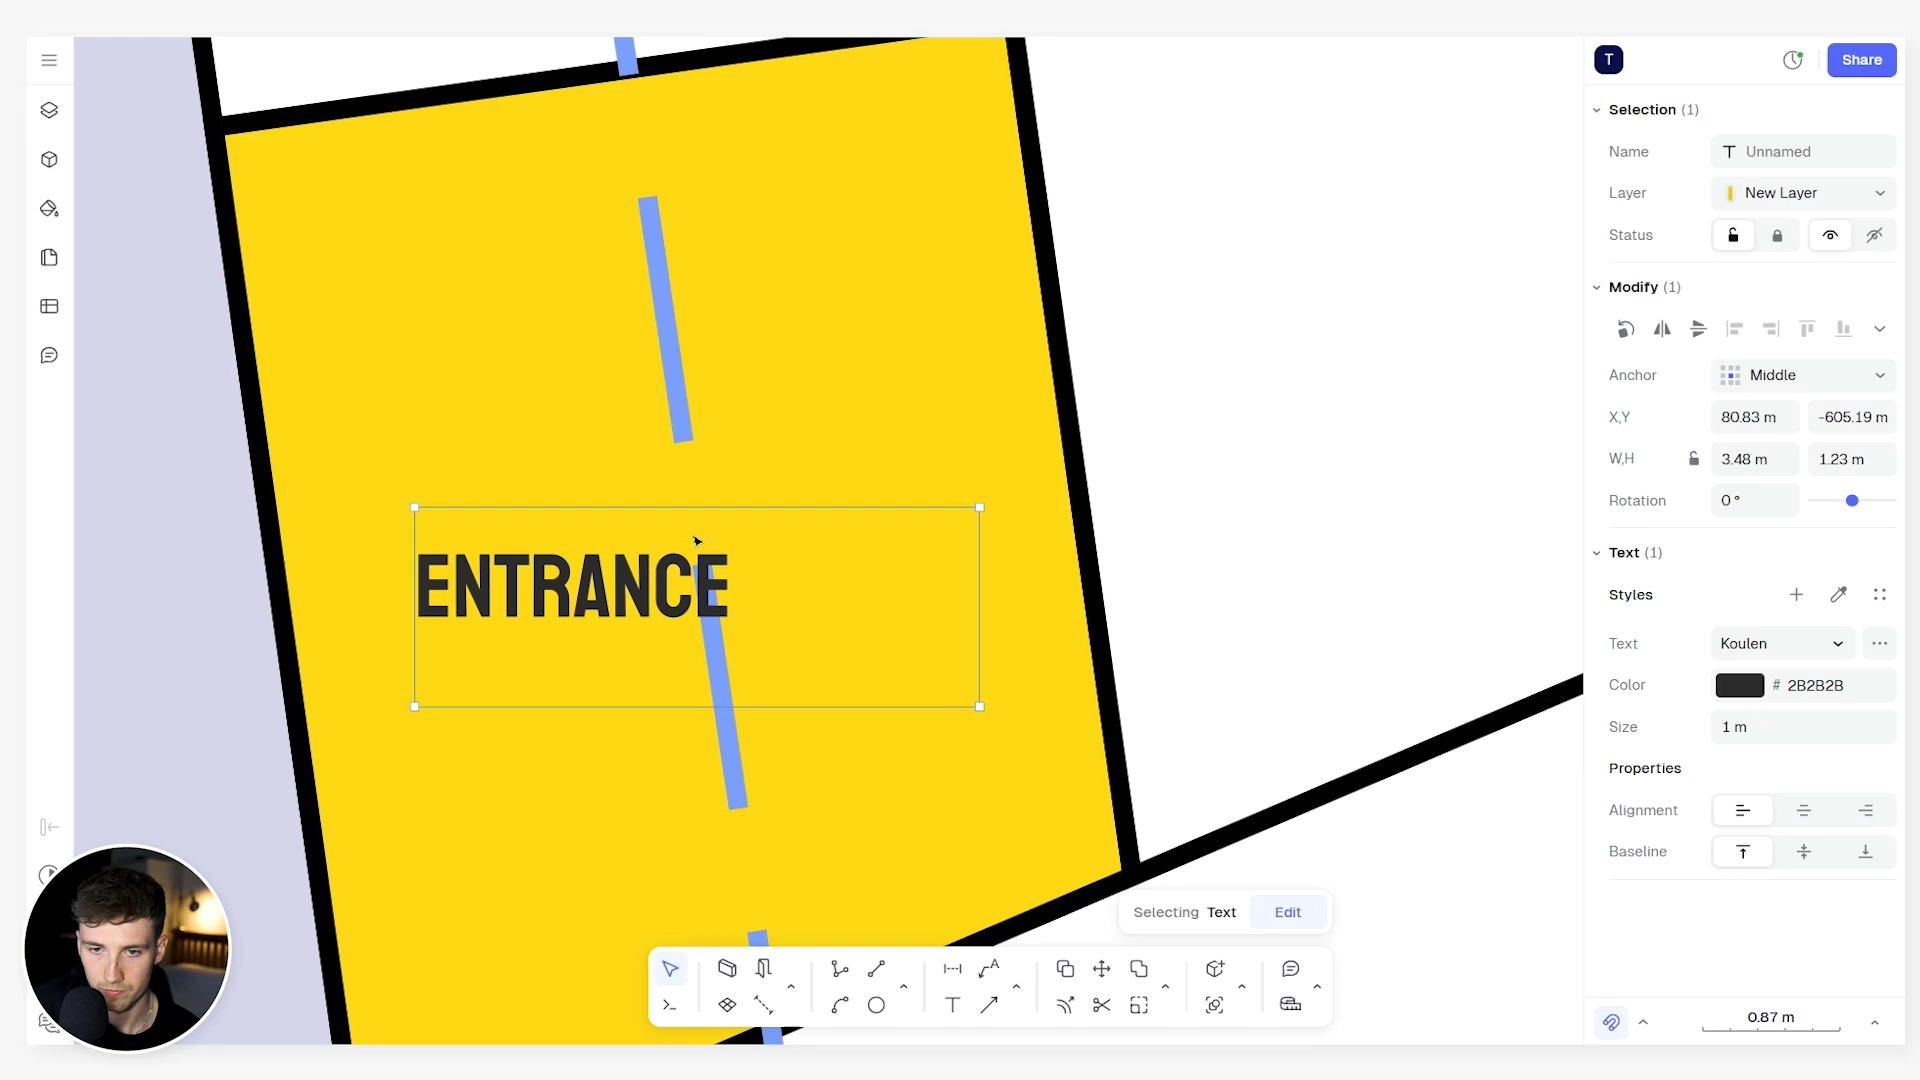 T
Share
Selection (1)
Name
Unnamed
Layer
New Layer
Status
Modify (1)
Anchor
Middle
X,Y
80.83 m
-605.19 m
W,H
3.48 m
1.23 m
Rotation
0 °
Text (1)
Styles
Text
Koulen
Color
# 2B2B2B
Size
1 m
Properties
Alignment
Baseline
ENTRANCE
Selecting Text
Edit
0.87 m